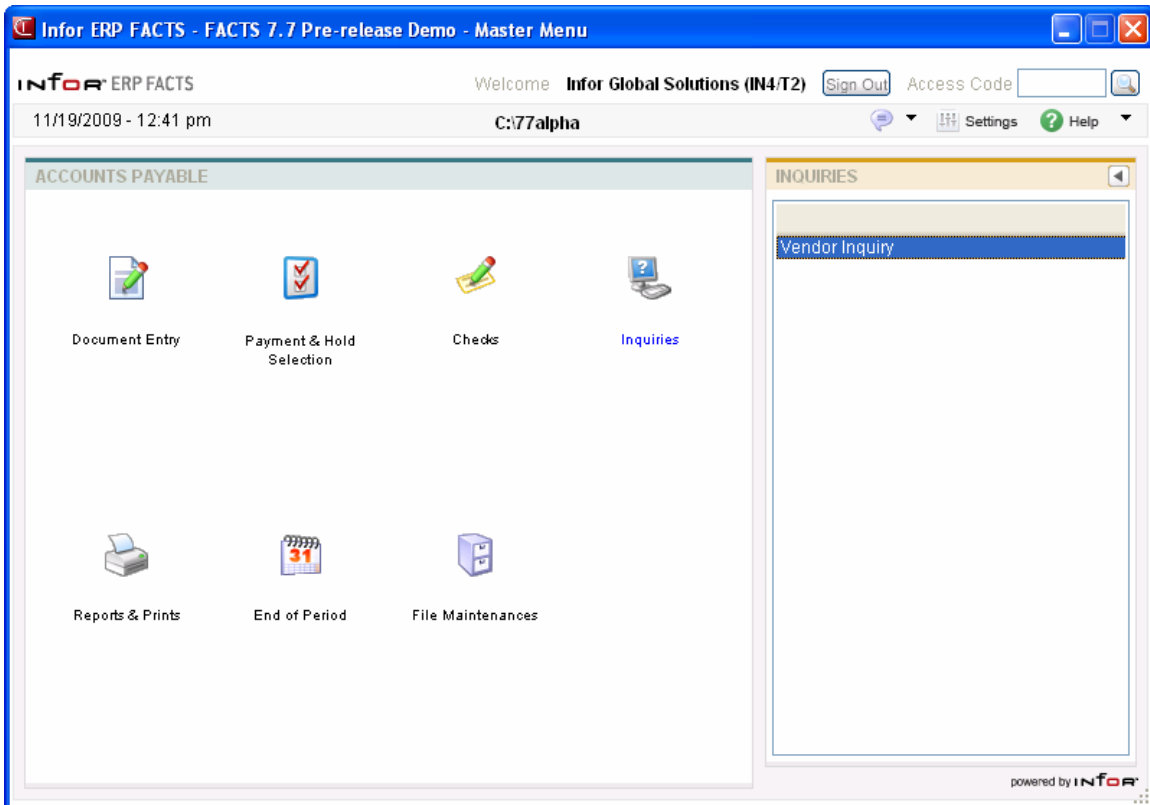 Infor ERP FACTS - FACTS 7.7 Pre-release Demo - Master Menu
infor ERP FACTS
Welcome Infor Global Solutions (IN4/T2) Sign Out Access Code
11/19/2009 - 12:41 pm C:\77alpha Settings Help
ACCOUNTS PAYABLE
INQUIRIES
Vendor Inquiry
Document Entry
Payment & Hold
Selection
Checks
Inquiries
31
Reports & Prints
End of Period
File Maintenances
powered by infor